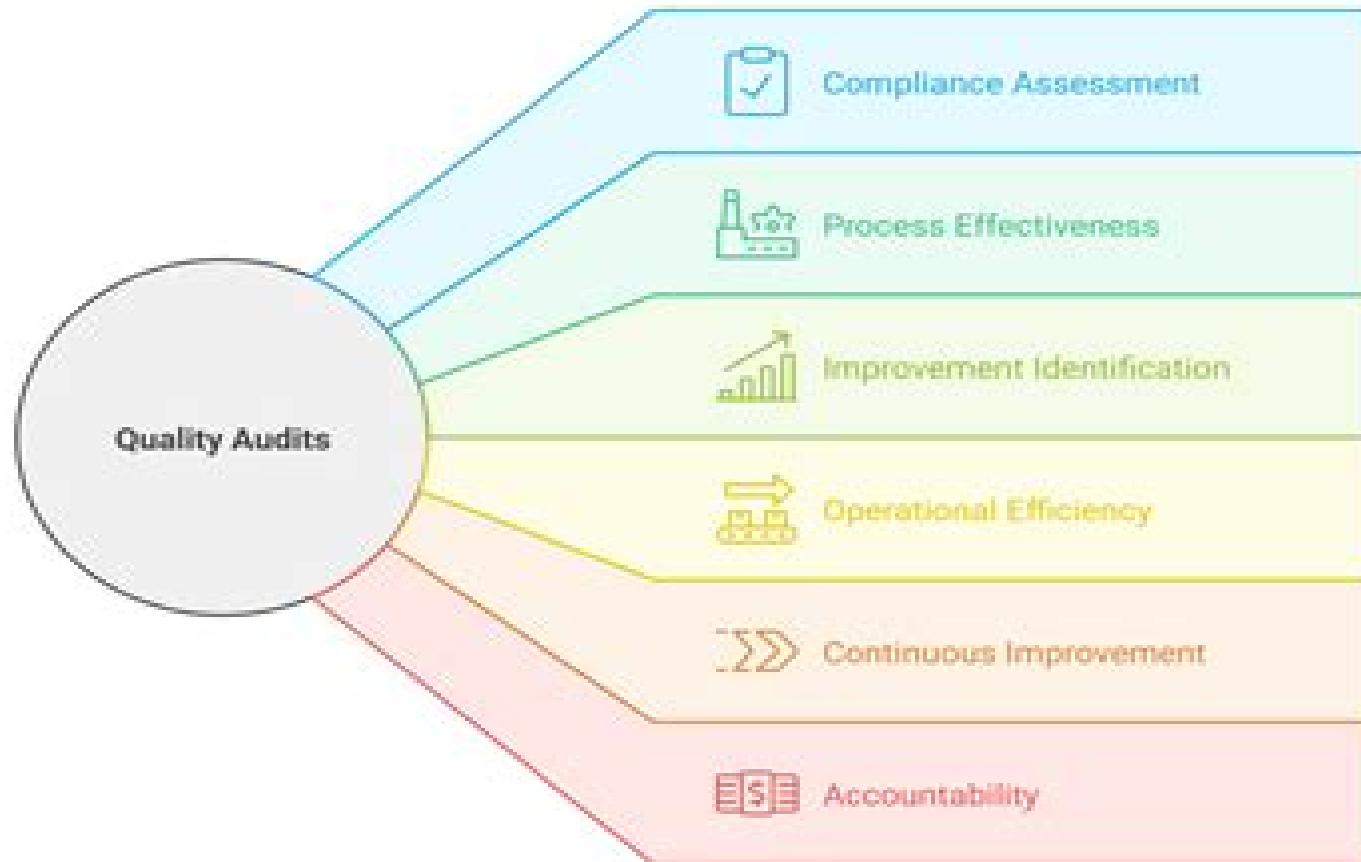 Compliance Assessment
Process Effectiveness
Improvement Identification
Quality Audits
Operational Efficiency
Continuous Improvement
$ Accountability